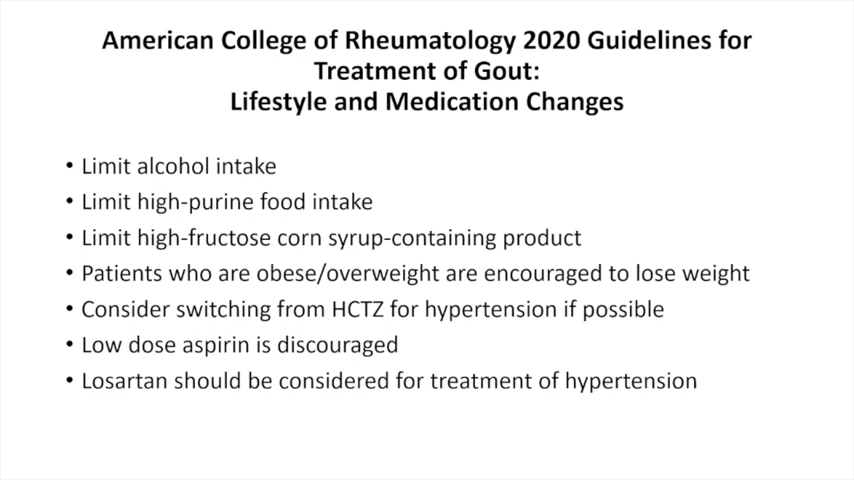 American College of Rheumatology 2020 Guidelines for
Treatment of Gout:
Lifestyle and Medication Changes
• Limit alcohol intake
• Limit high-purine food intake
• Limit high-fructose corn syrup-containing product
• Patients who are obese/overweight are encouraged to lose weight
• Consider switching from HCTZ for hypertension if possible
• Low dose aspirin is discouraged
• Losartan should be considered for treatment of hypertension